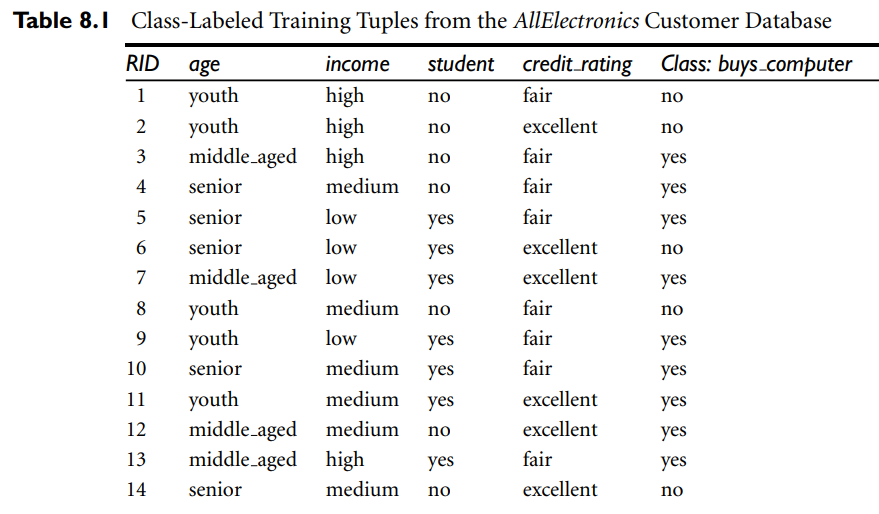 Table 8.1 Class-Labeled Training Tuples from the AllElectronics Customer Database
RID age income student credit_rating Class: buys_computer
1 youth high no fair no
2 youth high no excellent no
3 middle_aged high no fair yes
4 senior medium no fair yes
5 senior low yes fair yes
6 senior low yes excellent no
7 middle_aged low yes excellent yes
8 youth medium no fair no
9 youth low yes fair yes
10 senior medium yes fair yes
11 youth medium yes excellent yes
12 middle_aged medium no excellent yes
13 middle_aged high yes fair yes
14 senior medium no excellent no